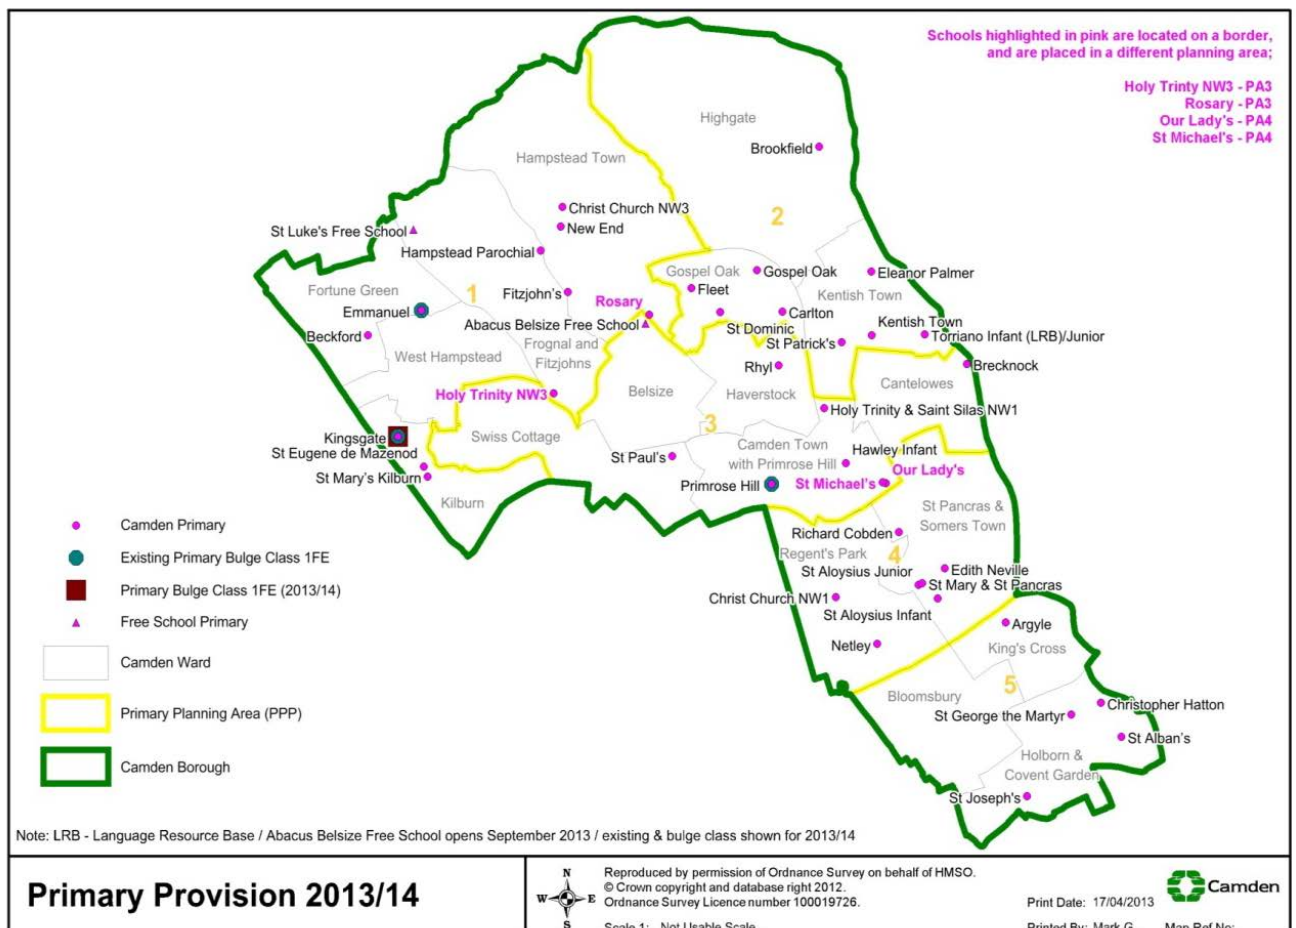 Schools highlighted in pink are located on a border,
and are placed in a different planning area;
Holy Trinty NW3 - PA3
Rosary - PA3
Our Lady's - PA4
St Michael's - PA4
Highgate
Brookfield
Hampstead Town
Christ Church NW3
2
New End
St Luke's Free School
Hampstead Parochial
Gospel Oak
Gospel Oak
Eleanor Palmer
Fortune Green
1
Fitzjohn's
Fleet
Kentish Town
Rosary
Emmanuel
Carlton
Abacus Belsize Free School
St Dominic
Kentish Town
Beckford
Frognal and
Fitzjohns
St Patrick's
Torriano Infant (LRB)/Junior
West Hampstead
Rhyl
Brecknock
Cantelowes
Holy Trinity NW3
Belsize
Haverstock
Holy Trinity & Saint Silas NW1
3
Kingsgate
Swiss Cottage
Camden Town
with Primrose Hill
Hawley Infant
St Eugene de Mazenod
St Paul's
Our Lady's
St Mary's Kilburn
Primrose Hill
St Michael's
Kilburn
St Pancras &
Somers Town
Richard Cobden
Regent's Park
4
St Aloysius Junior
Edith Neville
St Mary & St Pancras
Christ Church NW1
St Aloysius Infant
Argyle
Netley
King's Cross
5
Bloomsbury
Christopher Hatton
St George the Martyr
St Alban's
Holborn &
Covent Garden
St Joseph's
Camden Primary
Existing Primary Bulge Class 1FE
Primary Bulge Class 1FE (2013/14)
Free School Primary
Camden Ward
Primary Planning Area (PPP)
Camden Borough
Note: LRB - Language Resource Base / Abacus Belsize Free School opens September 2013 / existing & bulge class shown for 2013/14
Primary Provision 2013/14
N
W E
S
Reproduced by permission of Ordnance Survey on behalf of HMSO.
© Crown copyright and database right 2012.
Ordnance Survey Licence number 100019726.
Scale 1: Not Usable Scale
Camden
Print Date: 17/04/2013
Printed By: Mark G Map Ref No: